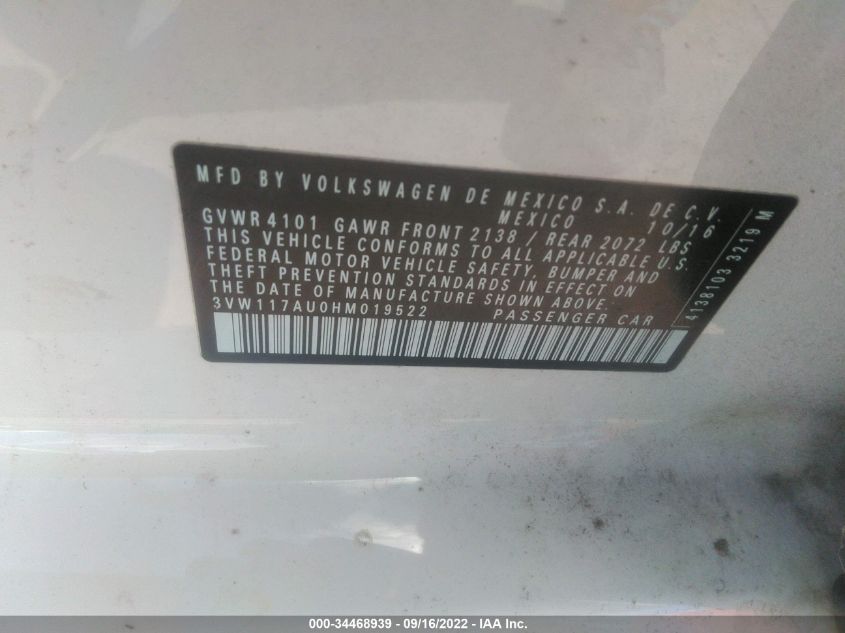 MFD BY VOLKSWAGEN DE MEXICO S.A. DE C.V.
MEXICO 10/16
GVWR 4101 GAWR FRONT 2138 / REAR 2072 LBS
THIS VEHICLE CONFORMS TO ALL APPLICABLE U.S.
FEDERAL MOTOR VEHICLE SAFETY, BUMPER AND
THEFT PREVENTION STANDARDS IN EFFECT ON
THE DATE OF MANUFACTURE SHOWN ABOVE.
3VW117AU0HM019522 PASSENGER CAR
4138103 3219 M
000-34468939 - 09/16/2022 - IAA Inc.